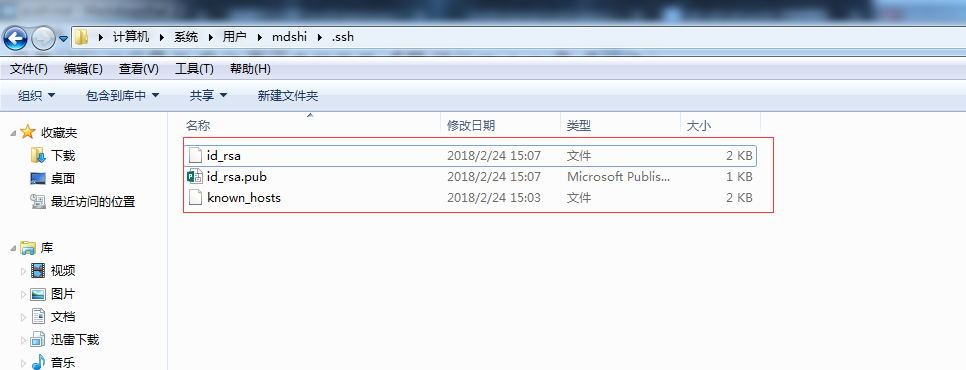 计算机 系统 用户 mdshi .ssh
文件(F) 编辑(E) 查看(V) 工具(T) 帮助(H)
组织 包含到库中 共享 新建文件夹
收藏夹
下载
桌面
最近访问的位置
库
视频
图片
文档
迅雷下载
音乐
名称 修改日期 类型 大小
id_rsa 2018/2/24 15:07 文件 2 KB
id_rsa.pub 2018/2/24 15:07 Microsoft Publis... 1 KB
known_hosts 2018/2/24 15:03 文件 2 KB